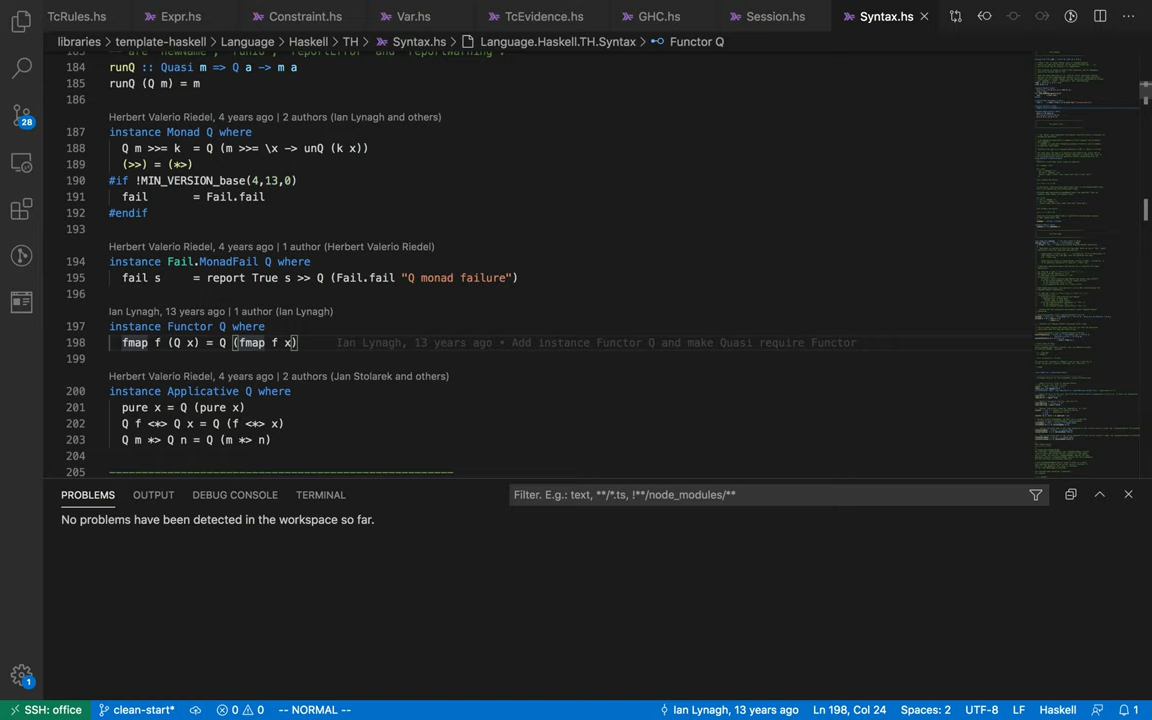 TcRules.hs Expr.hs Constraint.hs Var.hs TcEvidence.hs GHC.hs Session.hs Syntax.hs
libraries > template-haskell > Language > Haskell > TH > Syntax.hs > Language.Haskell.TH.Syntax > Functor Q
183 -- are 'newName', 'runIO', 'reportError' and 'reportWarning'.
184 runQ :: Quasi m => Q a -> m a
185 runQ (Q m) = m
186
Herbert Valerio Riedel, 4 years ago | 2 authors (Ian Lynagh and others)
187 instance Monad Q where
188 Q m >>= k = Q (m >>= \x -> unQ (k x))
189 (>>) = (*>)
190 #if !MIN_VERSION_base(4,13,0)
191 fail = Fail.fail
192 #endif
193
Herbert Valerio Riedel, 4 years ago | 1 author (Herbert Valerio Riedel)
194 instance Fail.MonadFail Q where
195 fail s = report True s >> Q (Fail.fail "Q monad failure")
196
Ian Lynagh, 13 years ago | 1 author (Ian Lynagh)
197 instance Functor Q where
198 fmap f (Q x) = Q (fmap f x) Ian Lynagh, 13 years ago • Add instance Functor Q and make Quasi require Functor
199
Herbert Valerio Riedel, 4 years ago | 2 authors (Jan Stolarek and others)
200 instance Applicative Q where
201 pure x = Q (pure x)
202 Q f <*> Q x = Q (f <*> x)
203 Q m *> Q n = Q (m *> n)
204
205 -----------------------------------------------------
28
PROBLEMS OUTPUT DEBUG CONSOLE TERMINAL Filter. E.g.: text, **/*.ts, !**/node_modules/**
No problems have been detected in the workspace so far.
1
SSH: office clean-start* 0 0 -- NORMAL -- Ian Lynagh, 13 years ago Ln 198, Col 24 Spaces: 2 UTF-8 LF Haskell 1